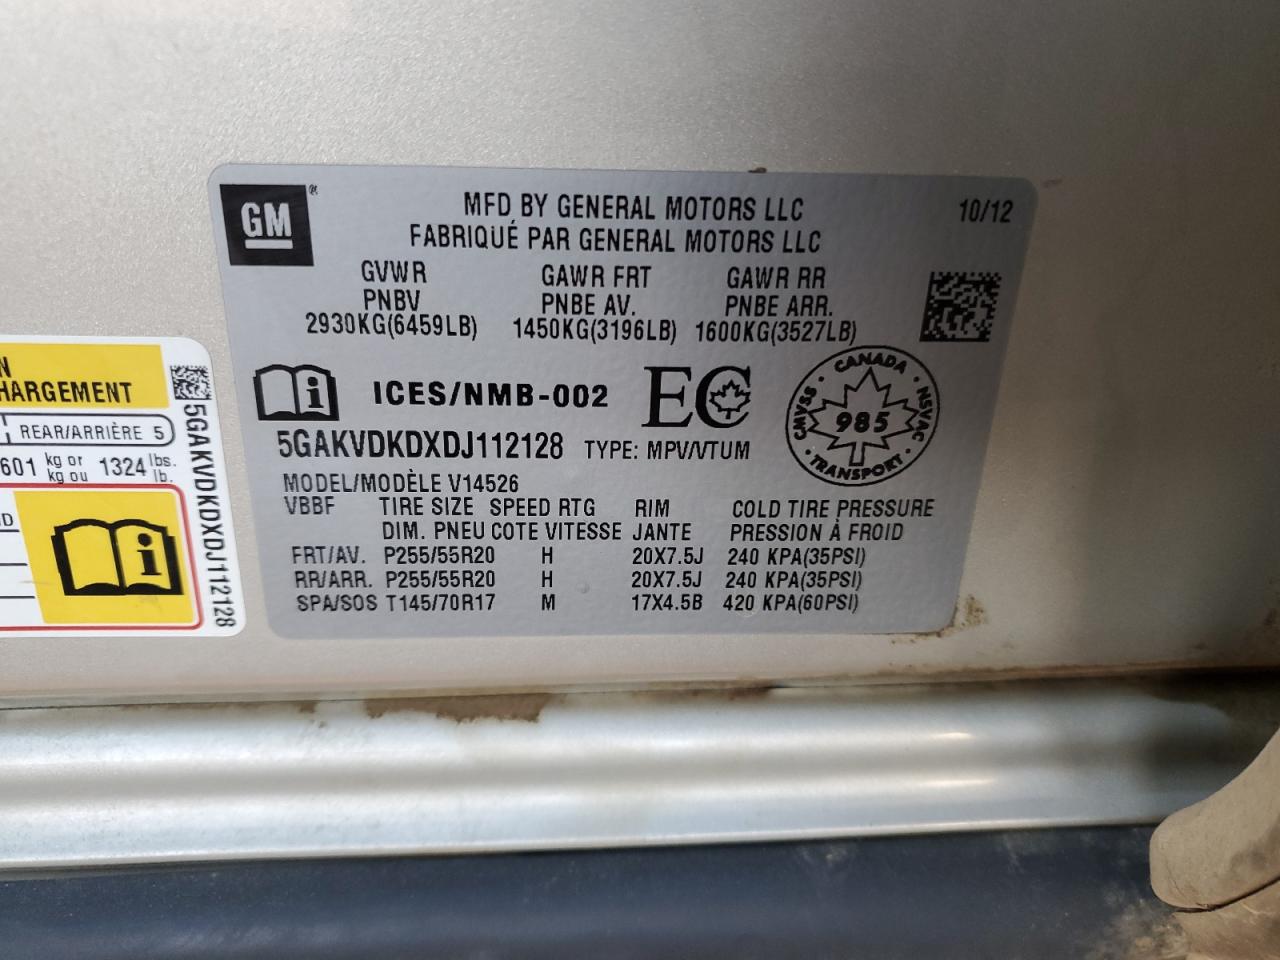 GM®
MFD BY GENERAL MOTORS LLC
10/12
FABRIQUÉ PAR GENERAL MOTORS LLC
GVWR GAWR FRT GAWR RR
PNBV PNBE AV. PNBE ARR.
2930KG(6459LB) 1450KG(3196LB) 1600KG(3527LB)
i ICES/NMB-002 EC
CANADA
CMVSS 985 NSVAC
TRANSPORT
5GAKVDKDXDJ112128 TYPE: MPV/VTUM
MODEL/MODÈLE V14526
VBBF TIRE SIZE SPEED RTG RIM COLD TIRE PRESSURE
DIM. PNEU COTE VITESSE JANTE PRESSION À FROID
FRT/AV. P255/55R20 H 20X7.5J 240 KPA(35PSI)
RR/ARR. P255/55R20 H 20X7.5J 240 KPA(35PSI)
SPA/SOS T145/70R17 M 17X4.5B 420 KPA(60PSI)
N
HARGEMENT
REAR/ARRIÈRE 5
601 kg or kg ou 1324 lbs. lb.
i
5GAKVDKDXDJ112128